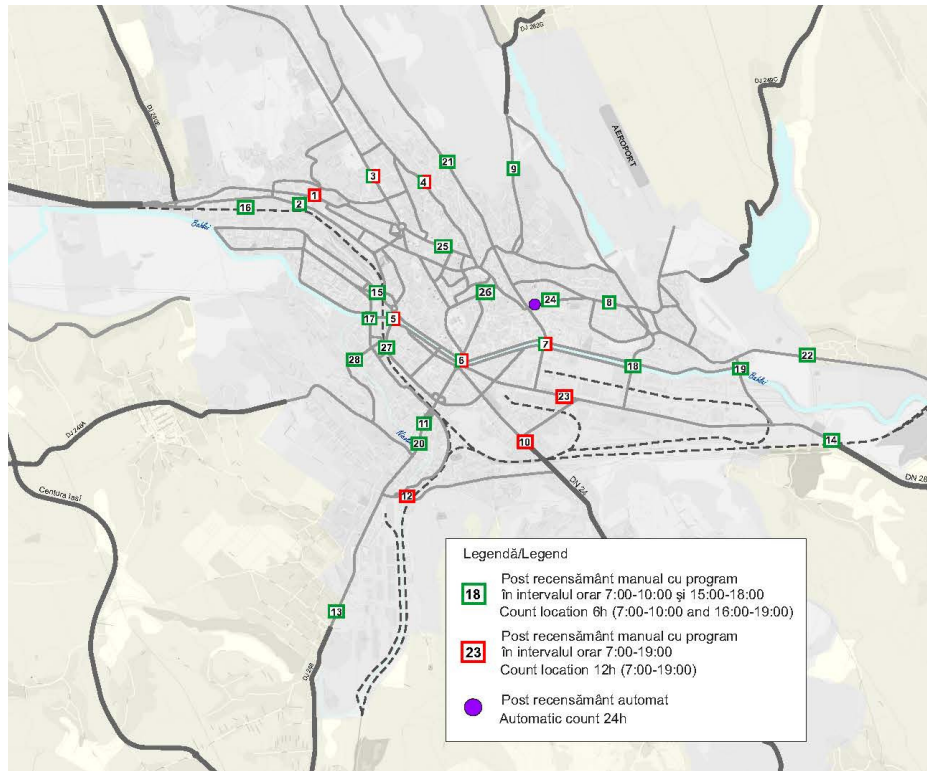 DJ 282G
DJ 249C
AEROPORT
21
9
3
4
1
2
16
Bahlui
25
15
26
24
8
17
5
27
7
28
6
18
19
22
Bahlui
23
11
20
10
14
DJ 248A
Centura Iasi
DN 24
DN 28
12
13
Legendă/Legend
18
Post recensământ manual cu program
în intervalul orar 7:00-10:00 și 15:00-18:00
Count location 6h (7:00-10:00 and 16:00-19:00)
23
Post recensământ manual cu program
în intervalul orar 7:00-19:00
Count location 12h (7:00-19:00)
Post recensământ automat
Automatic count 24h